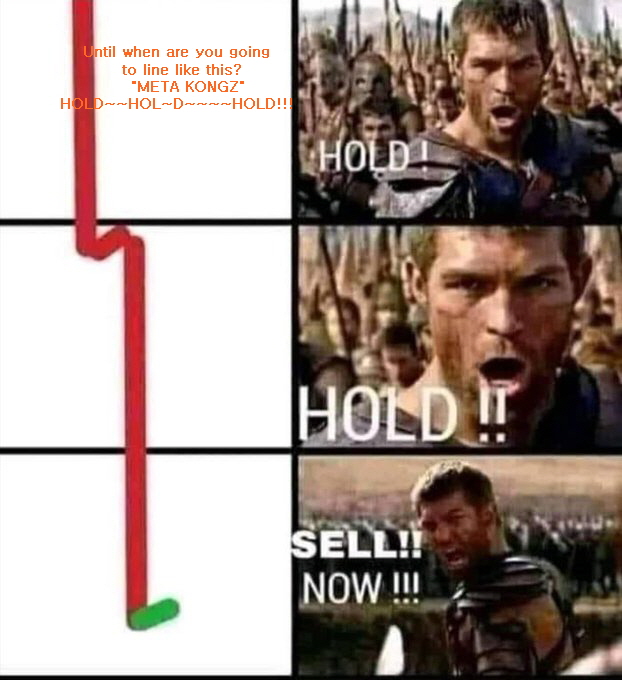 Until when are you going
to line like this?
"META KONGZ"
HOLD~~HOL~D~~~~HOLD!!!
HOLD !
HOLD !!
SELL!!
NOW !!!